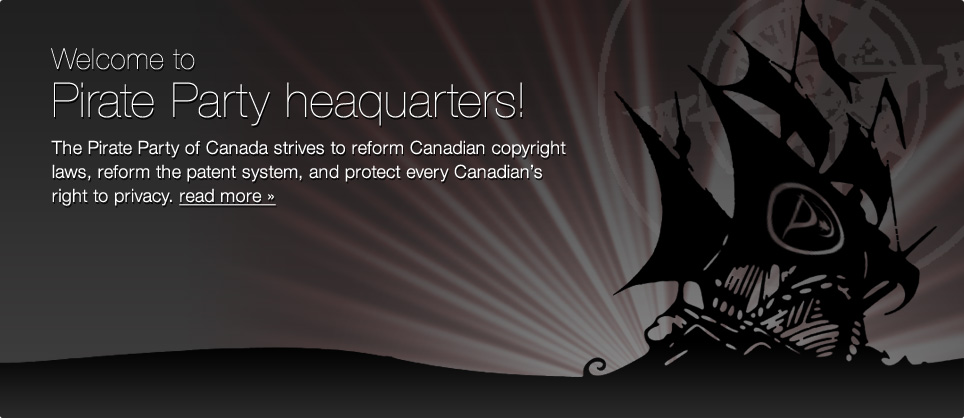 Welcome to
Pirate Party heaquarters!
The Pirate Party of Canada strives to reform Canadian copyright
laws, reform the patent system, and protect every Canadian's
right to privacy. read more »